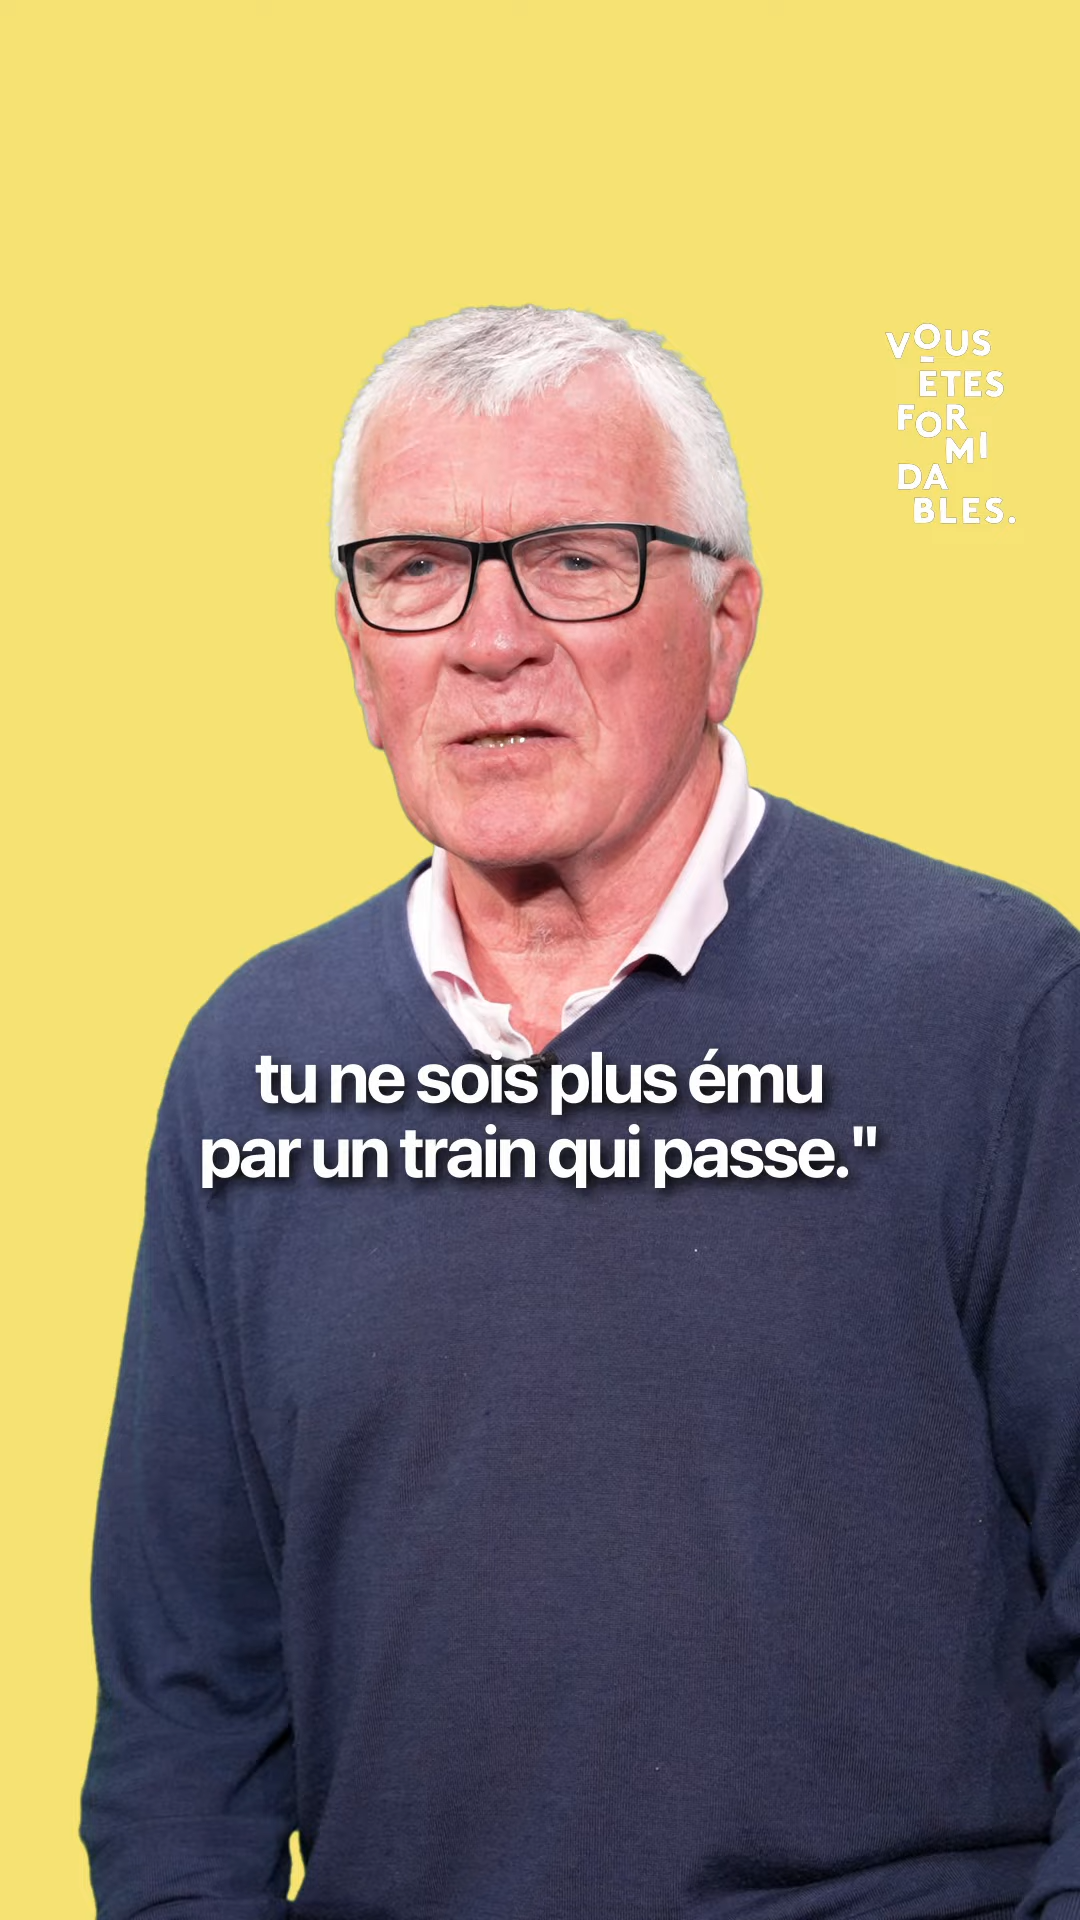 VOUS
ÊTES
FOR
MI
DA
BLES.
tu ne sois plus ému
par un train qui passe."